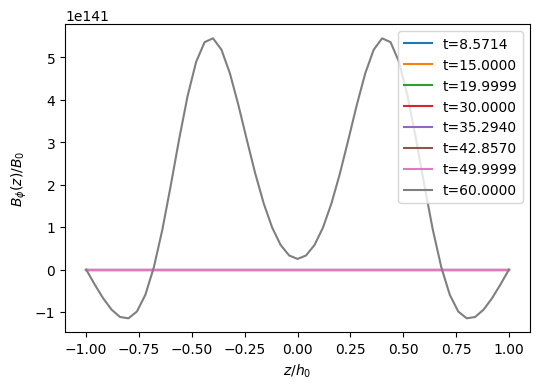 1e141
5
4
3
2
1
0
−1
B_ϕ(z)/B_0
−1.00 −0.75 −0.50 −0.25 0.00 0.25 0.50 0.75 1.00
z/h_0
t=8.5714
t=15.0000
t=19.9999
t=30.0000
t=35.2940
t=42.8570
t=49.9999
t=60.0000